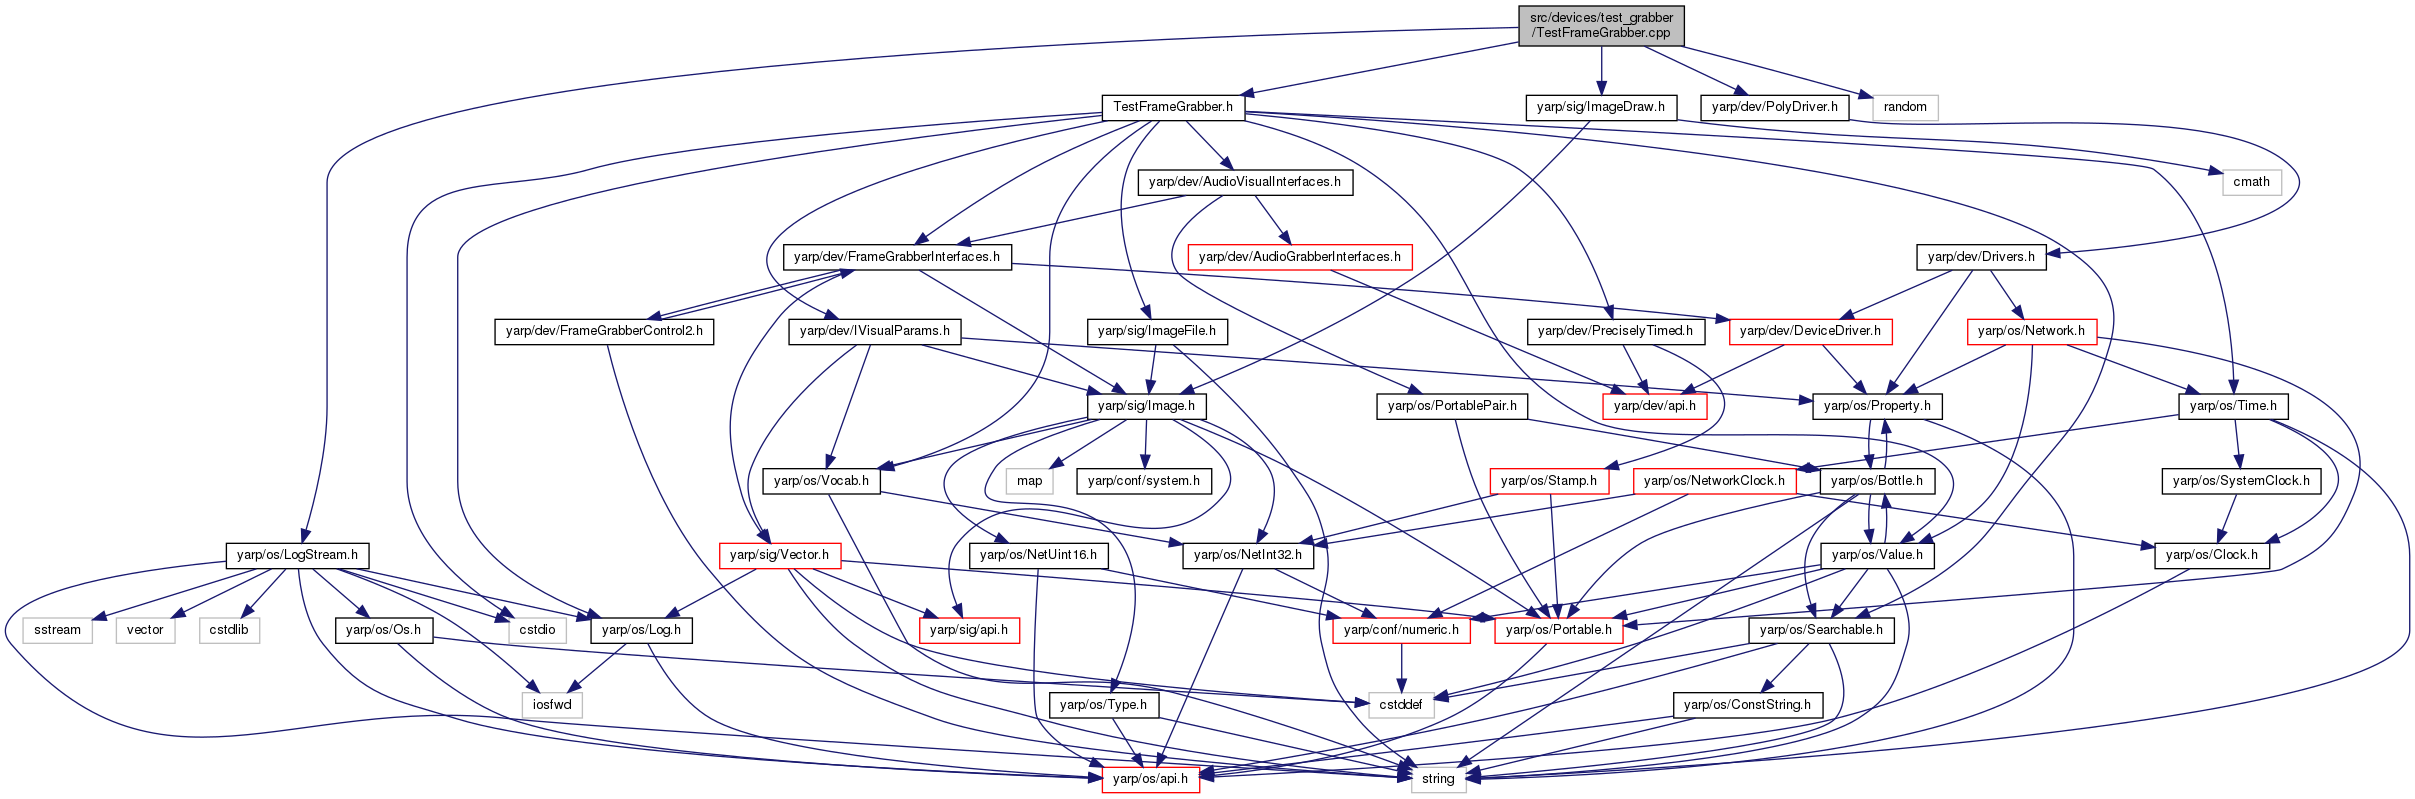 src/devices/test_grabber
/TestFrameGrabber.cpp
TestFrameGrabber.h
yarp/sig/ImageDraw.h
yarp/dev/PolyDriver.h
random
yarp/dev/AudioVisualInterfaces.h
cmath
yarp/dev/FrameGrabberInterfaces.h
yarp/dev/AudioGrabberInterfaces.h
yarp/dev/Drivers.h
yarp/dev/FrameGrabberControl2.h
yarp/dev/IVisualParams.h
yarp/sig/ImageFile.h
yarp/dev/PreciselyTimed.h
yarp/dev/DeviceDriver.h
yarp/os/Network.h
yarp/sig/Image.h
yarp/os/PortablePair.h
yarp/dev/api.h
yarp/os/Property.h
yarp/os/Time.h
yarp/os/Vocab.h
map
yarp/conf/system.h
yarp/os/Stamp.h
yarp/os/NetworkClock.h
yarp/os/Bottle.h
yarp/os/SystemClock.h
yarp/os/LogStream.h
yarp/sig/Vector.h
yarp/os/NetUint16.h
yarp/os/NetInt32.h
yarp/os/Value.h
yarp/os/Clock.h
sstream
vector
cstdlib
yarp/os/Os.h
cstdio
yarp/os/Log.h
yarp/sig/api.h
yarp/conf/numeric.h
yarp/os/Portable.h
yarp/os/Searchable.h
iosfwd
yarp/os/Type.h
cstddef
yarp/os/ConstString.h
yarp/os/api.h
string